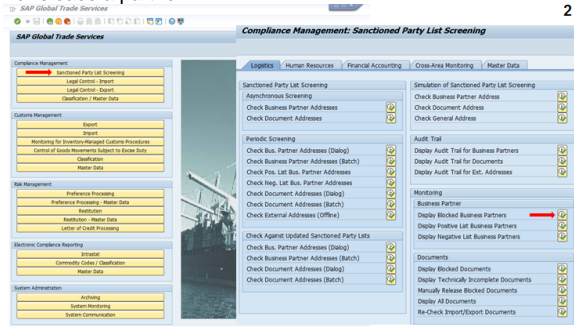 SAP Global Trade Services
2
SAP Global Trade Services
Compliance Management
Sanctioned Party List Screening
Legal Control - Import
Legal Control - Export
Classification / Master Data
Customs Management
Export
Import
Monitoring for Inventory-Managed Customs Procedures
Control of Goods Movements Subject to Excise Duty
Classification
Master Data
Risk Management
Preference Processing
Preference Processing - Master Data
Restitution
Restitution - Master Data
Letter of Credit Processing
Electronic Compliance Reporting
Intrastat
Commodity Codes / Classification
Master Data
System Administration
Archiving
System Monitoring
System Communication
Compliance Management: Sanctioned Party List Screening
Logistics
Human Resources
Financial Accounting
Cross-Area Monitoring
Master Data
Sanctioned Party List Screening
Asynchronous Screening
Check Business Partner Addresses
Check Document Addresses
Periodic Screening
Check Bus. Partner Addresses (Dialog)
Check Business Partner Addresses (Batch)
Check Pos. List Bus. Partner Addresses
Check Neg. List Bus. Partner Addresses
Check Document Addresses (Dialog)
Check Document Addresses (Batch)
Check External Addresses (Offline)
Check Against Updated Sanctioned Party Lists
Check Bus. Partner Addresses (Dialog)
Check Business Partner Addresses (Batch)
Check Document Addresses (Dialog)
Check Document Addresses (Batch)
Simulation of Sanctioned Party List Screening
Check Business Partner Address
Check Document Address
Check General Address
Audit Trail
Display Audit Trail for Business Partners
Display Audit Trail for Documents
Display Audit Trail for Ext. Addresses
Monitoring
Business Partner
Display Blocked Business Partners
Display Positive List Business Partners
Display Negative List Business Partners
Documents
Display Blocked Documents
Display Technically Incomplete Documents
Manually Release Blocked Documents
Display All Documents
Re-Check Import/Export Documents